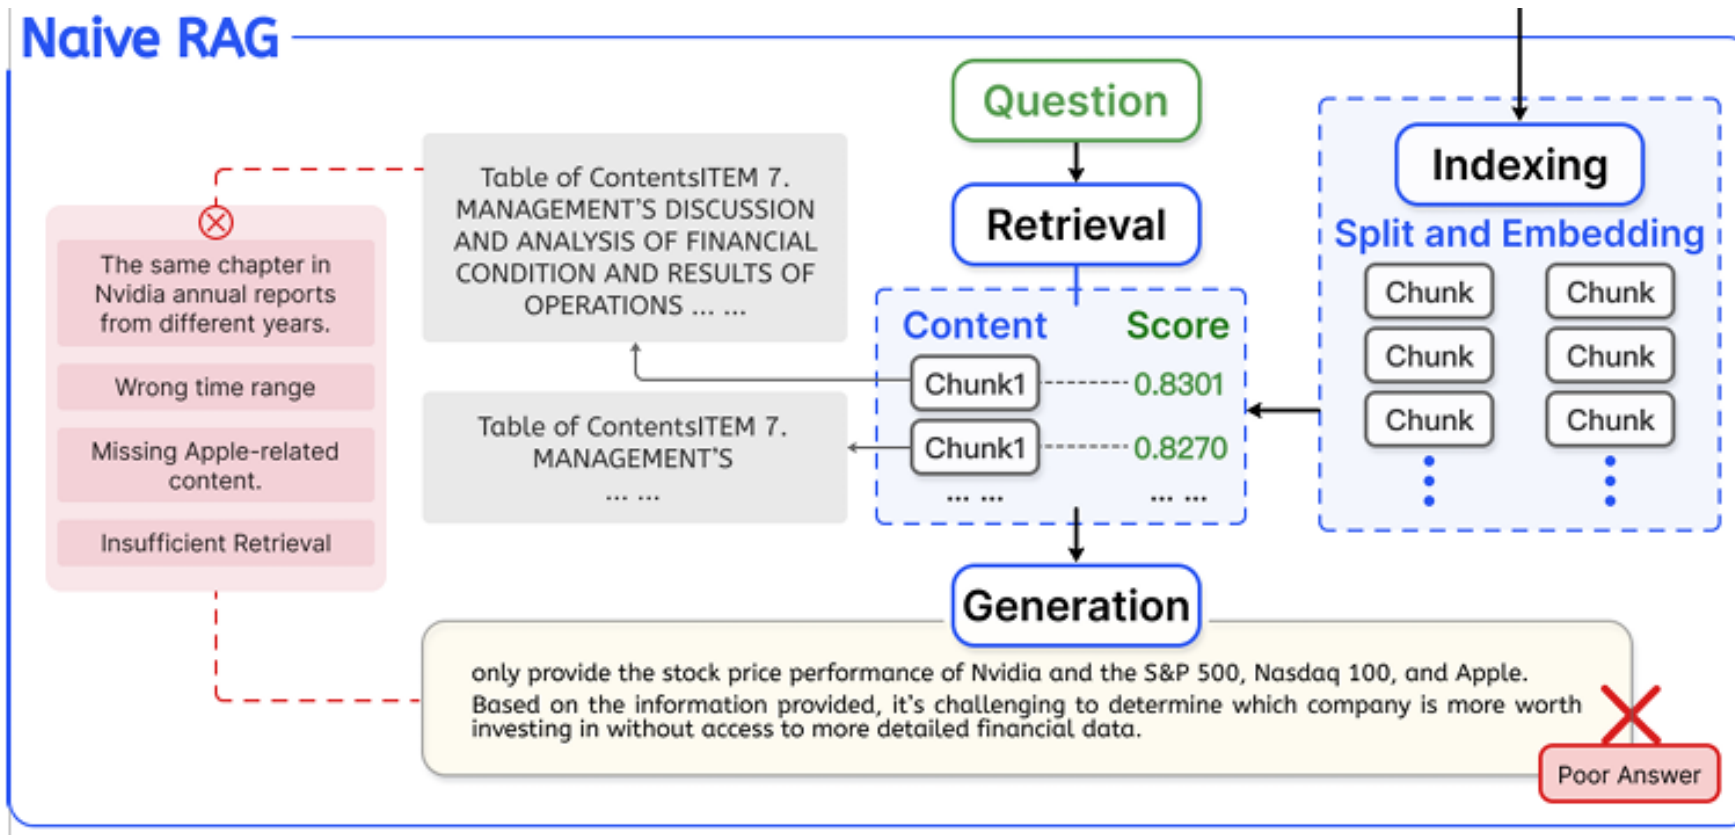 Naive RAG
Question
Retrieval
Content
Score
Chunk1
0.8301
Chunk1
0.8270
... ...
... ...
Indexing
Split and Embedding
Chunk
Chunk
Chunk
Chunk
Chunk
Chunk
Table of ContentsITEM 7.
MANAGEMENT'S DISCUSSION
AND ANALYSIS OF FINANCIAL
CONDITION AND RESULTS OF
OPERATIONS ... ...
Table of ContentsITEM 7.
MANAGEMENT'S
... ...
The same chapter in
Nvidia annual reports
from different years.
Wrong time range
Missing Apple-related
content.
Insufficient Retrieval
Generation
only provide the stock price performance of Nvidia and the S&P 500, Nasdaq 100, and Apple.
Based on the information provided, it's challenging to determine which company is more worth
investing in without access to more detailed financial data.
Poor Answer